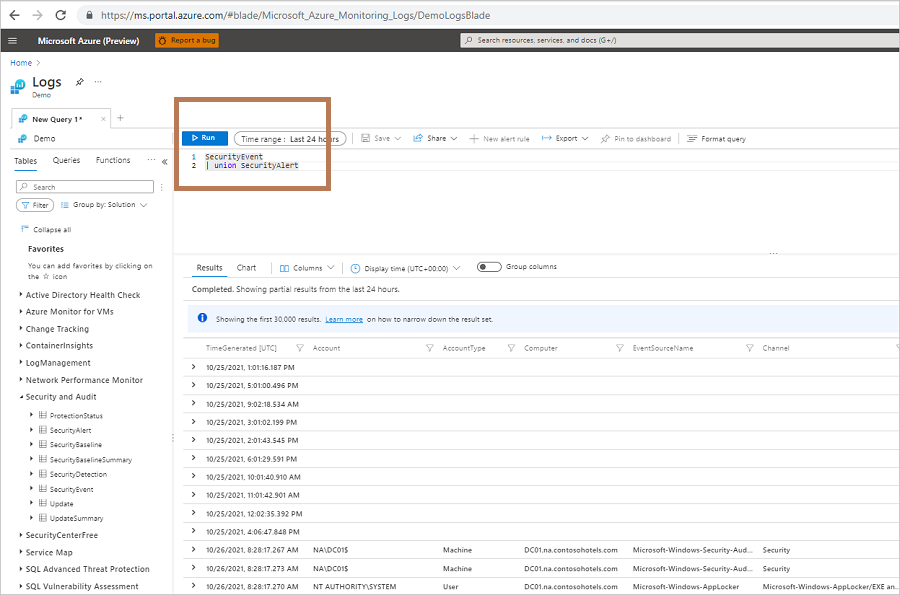 https://ms.portal.azure.com/#blade/Microsoft_Azure_Monitoring_Logs/DemoLogsBlade
Microsoft Azure (Preview) Report a bug Search resources, services, and docs (G+/)
Home >
Logs ...
Demo
New Query 1* × +
Demo Run Time range : Last 24 hours Save Share New alert rule Export Pin to dashboard Format query
Tables Queries Functions ... «
1 SecurityEvent
2 | union SecurityAlert
Search
Filter Group by: Solution
Collapse all
Favorites
You can add favorites by clicking on
the ☆ icon
Active Directory Health Check
Azure Monitor for VMs
Change Tracking
ContainerInsights
LogManagement
Network Performance Monitor
Security and Audit
ProtectionStatus
SecurityAlert
SecurityBaseline
SecurityBaselineSummary
SecurityDetection
SecurityEvent
Update
UpdateSummary
SecurityCenterFree
Service Map
SQL Advanced Threat Protection
SQL Vulnerability Assessment
...
Results Chart Columns Display time (UTC+00:00) Group columns
Completed. Showing partial results from the last 24 hours.
Showing the first 30,000 results. Learn more on how to narrow down the result set.
TimeGenerated [UTC] Account AccountType Computer EventSourceName Channel
10/25/2021, 1:01:16.187 PM
10/25/2021, 5:01:00.496 PM
10/25/2021, 9:02:18.534 AM
10/25/2021, 3:01:02.199 PM
10/25/2021, 2:01:43.545 PM
10/25/2021, 6:01:29.591 PM
10/25/2021, 10:01:40.910 AM
10/25/2021, 11:01:42.901 AM
10/25/2021, 12:02:35.392 PM
10/25/2021, 4:06:47.848 PM
10/26/2021, 8:28:17.267 AM NA\DC01$ Machine DC01.na.contosohotels.com Microsoft-Windows-Security-Aud... Security
10/26/2021, 8:28:17.273 AM NA\DC01$ Machine DC01.na.contosohotels.com Microsoft-Windows-Security-Aud... Security
10/26/2021, 8:28:17.270 AM NT AUTHORITY\SYSTEM User DC01.na.contosohotels.com Microsoft-Windows-AppLocker Microsoft-Windows-AppLocker/EXE an...